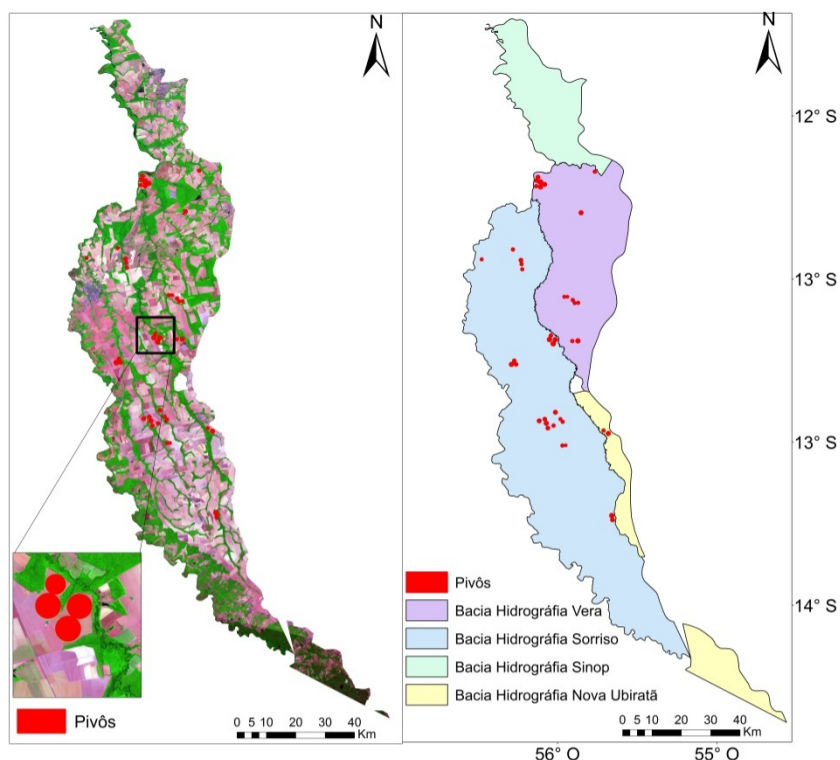 N
Pivôs
0 5 10 20 30 40
Km
N
12° S
13° S
13° S
14° S
Pivôs
Bacia Hidrográfia Vera
Bacia Hidrográfia Sorriso
Bacia Hidrográfia Sinop
Bacia Hidrográfia Nova Ubiratã
0 5 10 20 30 40
Km
56° O
55° O